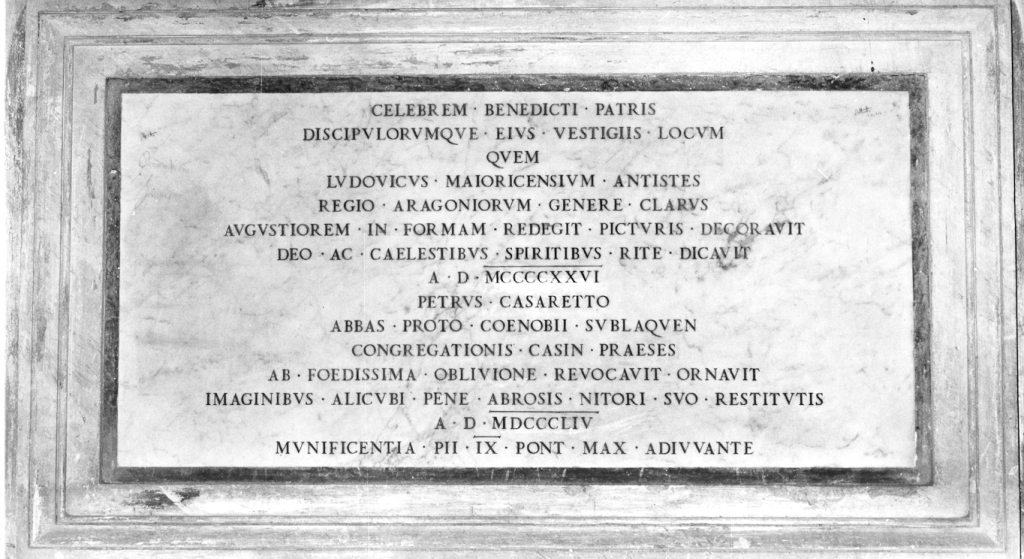 CELEBREM · BENEDICTI · PATRIS
DISCIPVLORVMQVE · EIVS · VESTIGIIS · LOCVM
QVEM
LVDOVICVS · MAIORICENSIVM · ANTISTES
REGIO · ARAGONIORVM · GENERE · CLARVS
AVGVSTIOREM · IN · FORMAM · REDEGIT · PICTVRIS · DECORAVIT
DEO · AC · CAELESTIBVS · SPIRITIBVS · RITE · DICAVIT
A · D · MCCCCXXVI
PETRVS · CASARETTO
ABBAS · PROTO · COENOBII · SVBLAQVEN
CONGREGATIONIS · CASIN · PRAESES
AB · FOEDISSIMA · OBLIVIONE · REVOCAVIT · ORNAVIT
IMAGINIBVS · ALICVBI · PENE · ABROSIS · NITORI · SVO · RESTITVTIS
A · D · MDCCCLIV
MVNIFICENTIA · PII · IX · PONT · MAX · ADIVVANTE